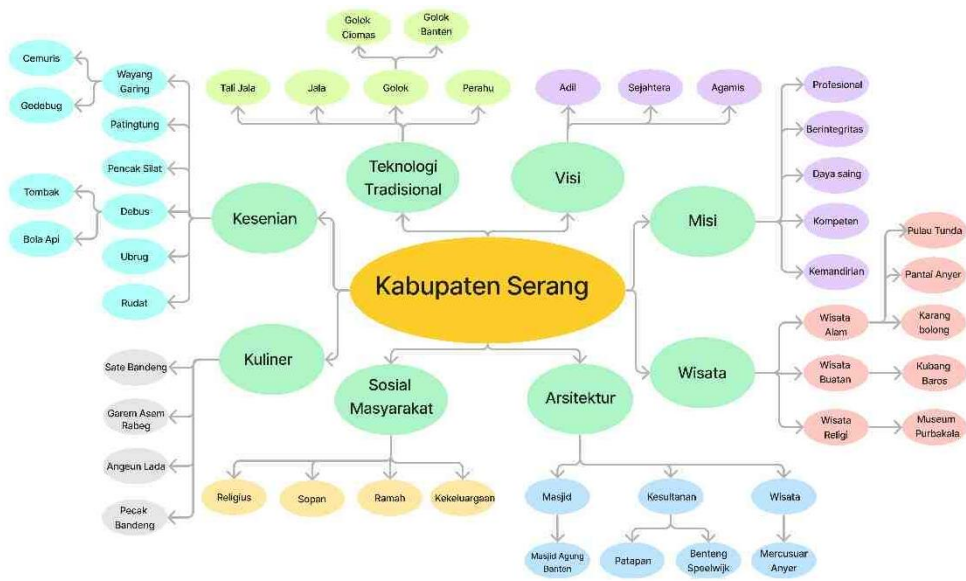 Kabupaten Serang
Teknologi
Tradisional
Tali Jala
Jala
Golok
Perahu
Golok
Ciomas
Golok
Banten
Visi
Adil
Sejahtera
Agamis
Misi
Profesional
Berintegritas
Daya saing
Kompeten
Kemandirian
Wisata
Wisata
Alam
Pulau Tunda
Pantai Anyer
Karang
bolong
Wisata
Buatan
Kubang
Baros
Wisata
Religi
Museum
Purbakala
Arsitektur
Masjid
Masjid Agung
Banten
Kesultanan
Patapan
Benteng
Speelwijk
Wisata
Mercusuar
Anyer
Sosial
Masyarakat
Religius
Sopan
Ramah
Kekeluargaan
Kuliner
Sate Bandeng
Garem Asem
Rabeg
Angeun Lada
Pecak
Bandeng
Kesenian
Wayang
Garing
Cemuris
Gedebug
Patingtung
Pencak Silat
Debus
Tombak
Bola Api
Ubrug
Rudat